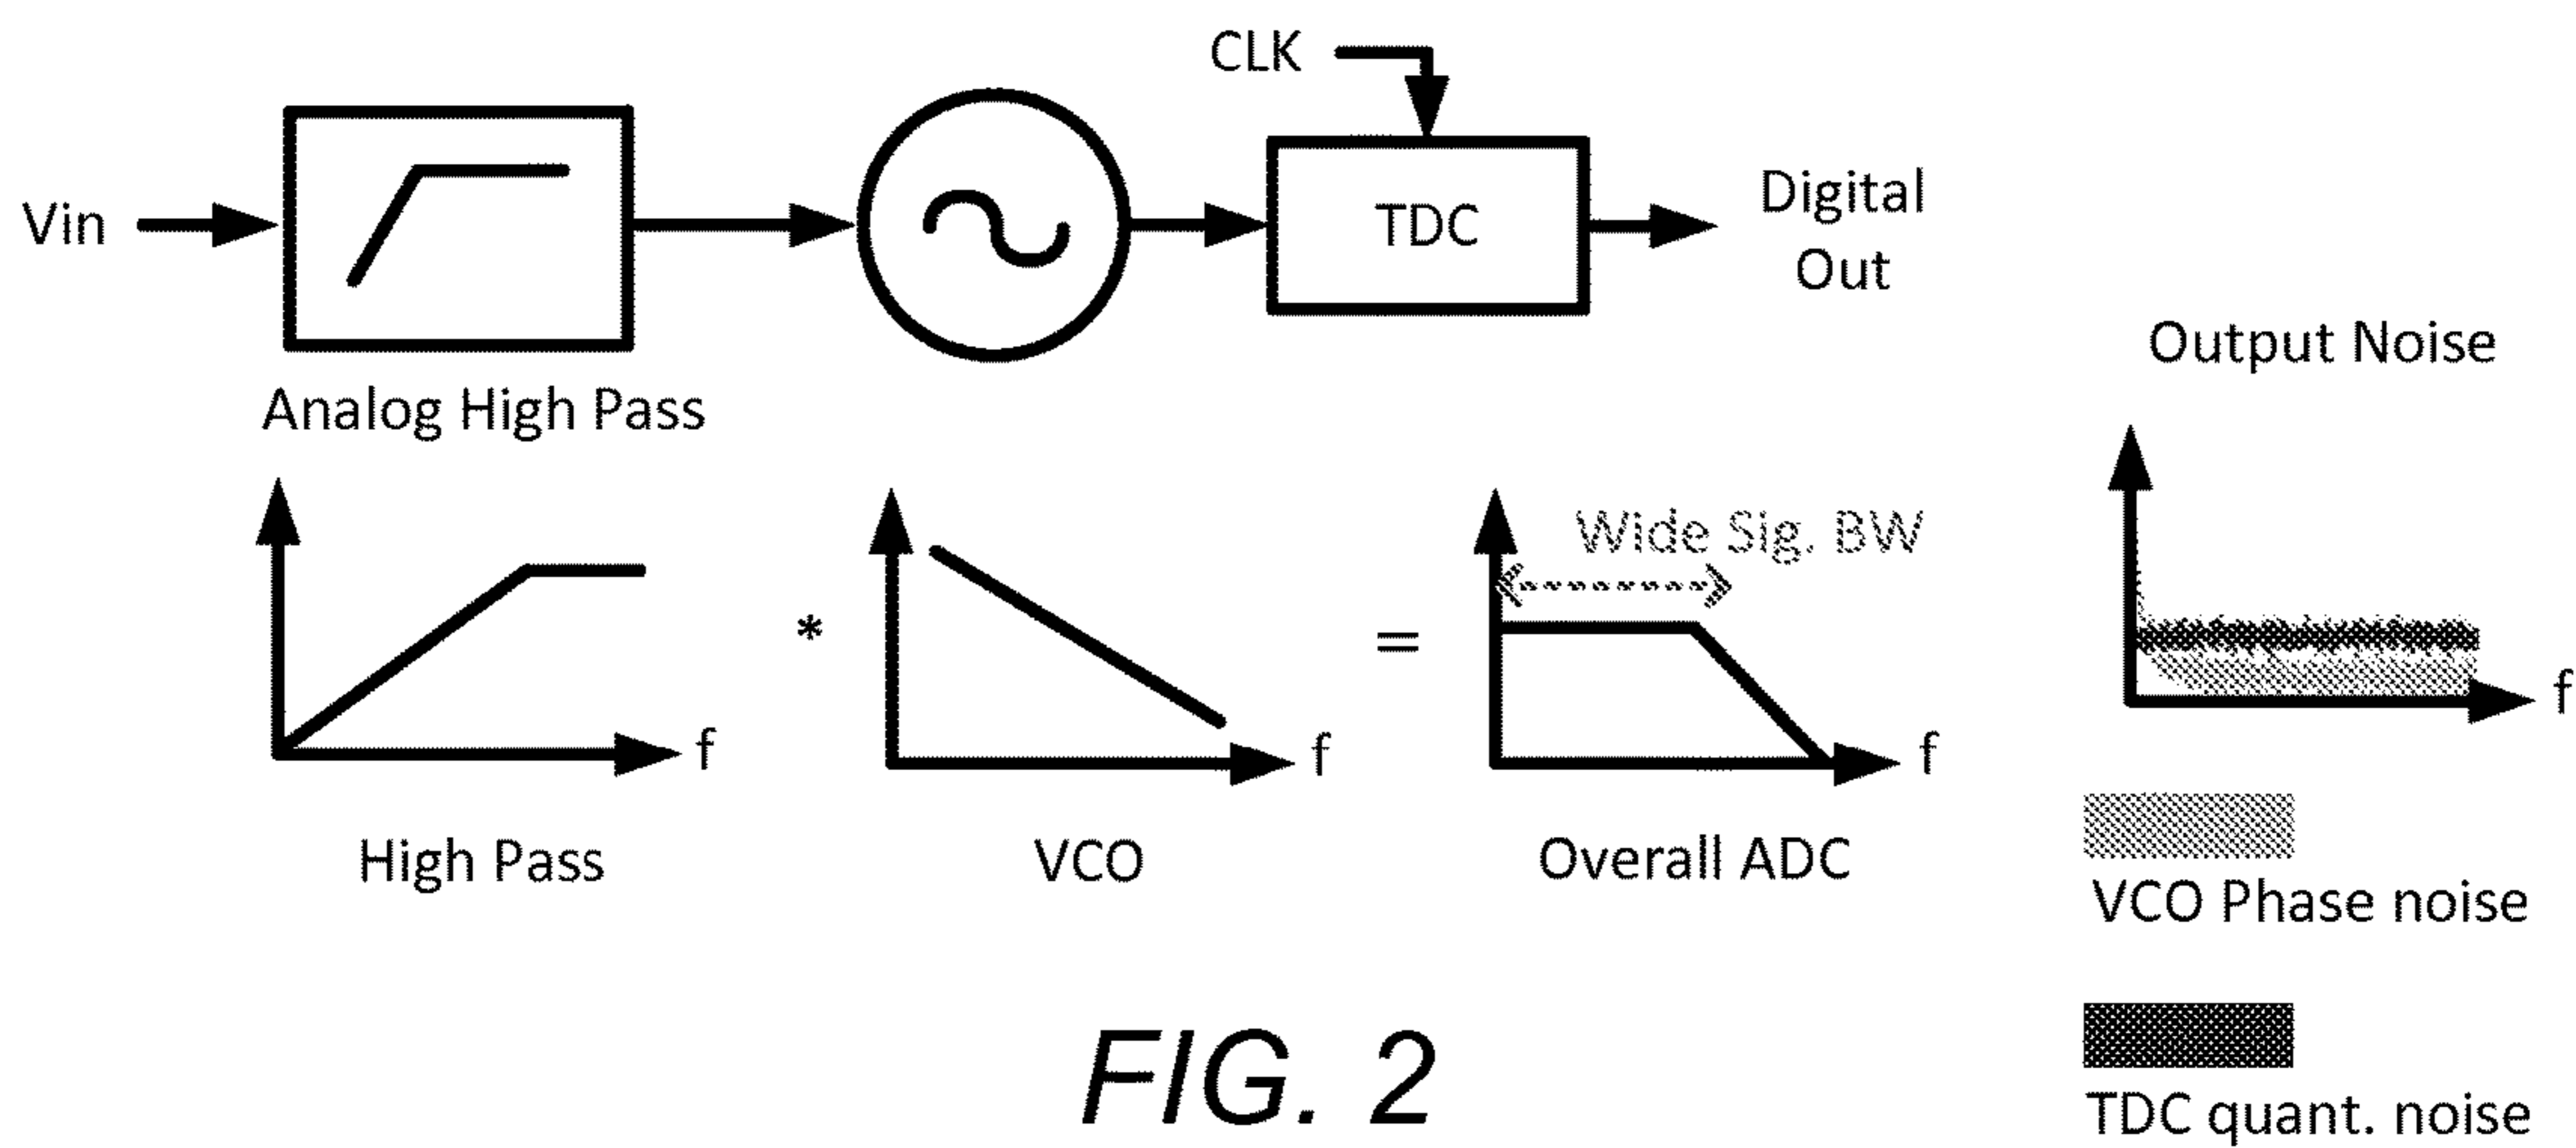 CLK
Vin
TDC
Digital
Out
Analog High Pass
Output Noise
Wide Sig. BW
*
=
f
f
f
f
High Pass
VCO
Overall ADC
VCO Phase noise
TDC quant. noise
FIG. 2